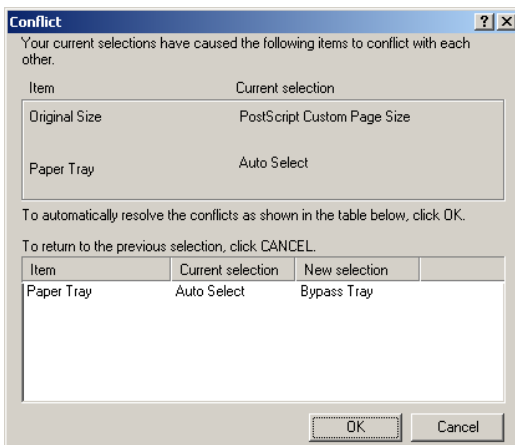 Conflict
Your current selections have caused the following items to conflict with each
other.
Item Current selection
Original Size PostScript Custom Page Size
Paper Tray Auto Select
To automatically resolve the conflicts as shown in the table below, click OK.
To return to the previous selection, click CANCEL.
Item Current selection New selection
Paper Tray Auto Select Bypass Tray
OK Cancel